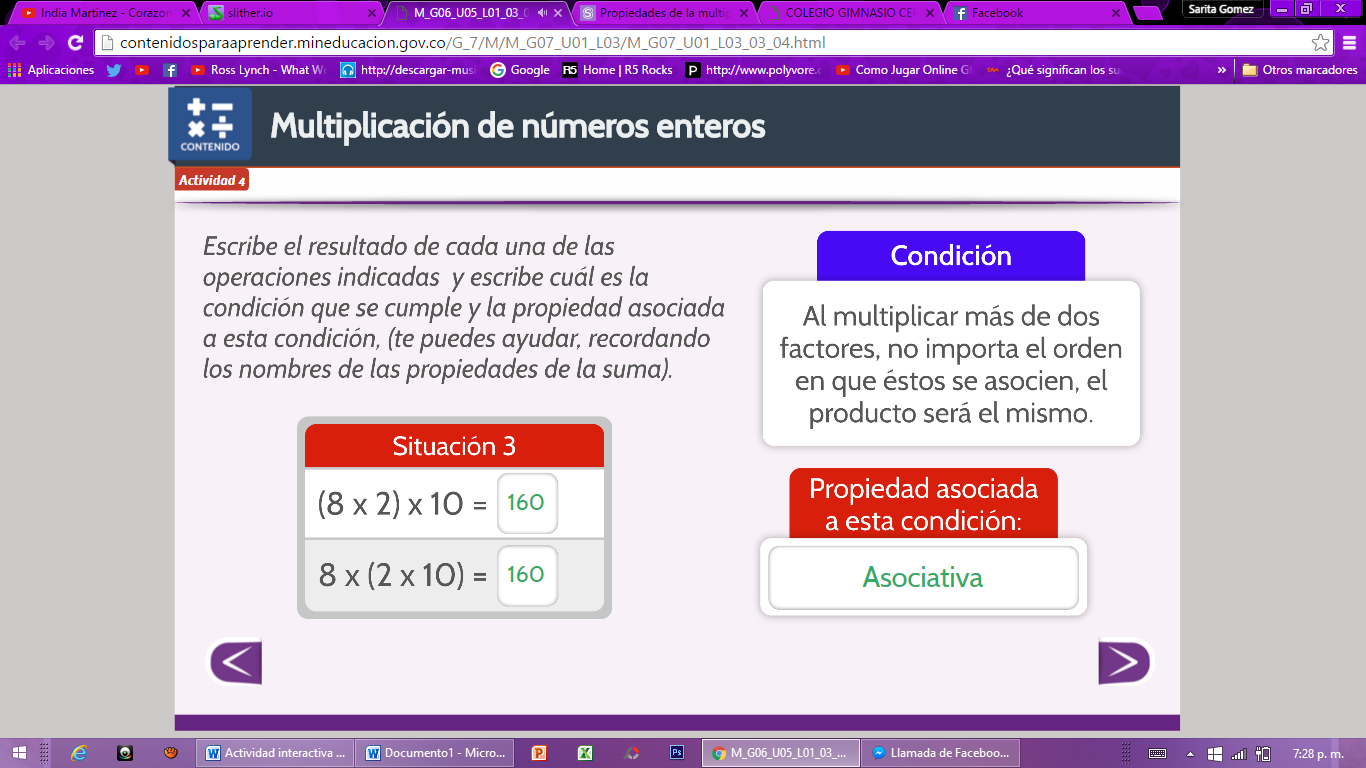 India Martinez - Corazon
slither.io
M_G06_U05_L01_03_0
Propiedades de la multip
COLEGIO GIMNASIO CE
Facebook
Sarita Gomez
contenidosparaaprender.mineducacion.gov.co/G_7/M/M_G07_U01_L03/M_G07_U01_L03_03_04.html
Aplicaciones
Ross Lynch - What W
http://descargar-mus
Google
R5 Home | R5 Rocks
P http://www.polyvore.c
Como Jugar Online G
¿Qué significan los su
» Otros marcadores
CONTENIDO
Multiplicación de números enteros
Actividad 4
Escribe el resultado de cada una de las
operaciones indicadas y escribe cuál es la
condición que se cumple y la propiedad asociada
a esta condición, (te puedes ayudar, recordando
los nombres de las propiedades de la suma).
Situación 3
(8 x 2) x 10 = 160
8 x (2 x 10) = 160
Condición
Al multiplicar más de dos
factores, no importa el orden
en que éstos se asocien, el
producto será el mismo.
Propiedad asociada
a esta condición:
Asociativa
Actividad interactiva ...
Documento1 - Micro...
M_G06_U05_L01_03_...
Llamada de Faceboo...
7:28 p. m.